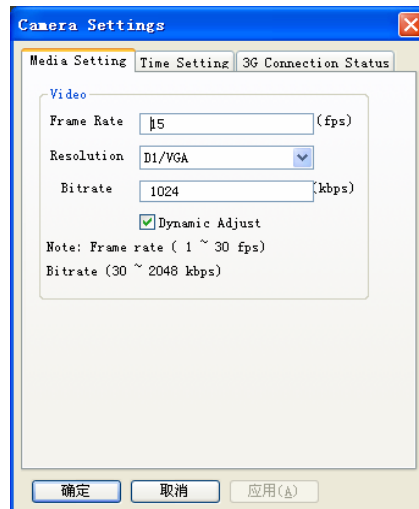 Camera Settings
Media Setting Time Setting 3G Connection Status
Video
Frame Rate 15 (fps)
Resolution D1/VGA
Bitrate 1024 (kbps)
Dynamic Adjust
Note: Frame rate ( 1 ~ 30 fps)
Bitrate (30 ~ 2048 kbps)
确定 取消 应用(A)